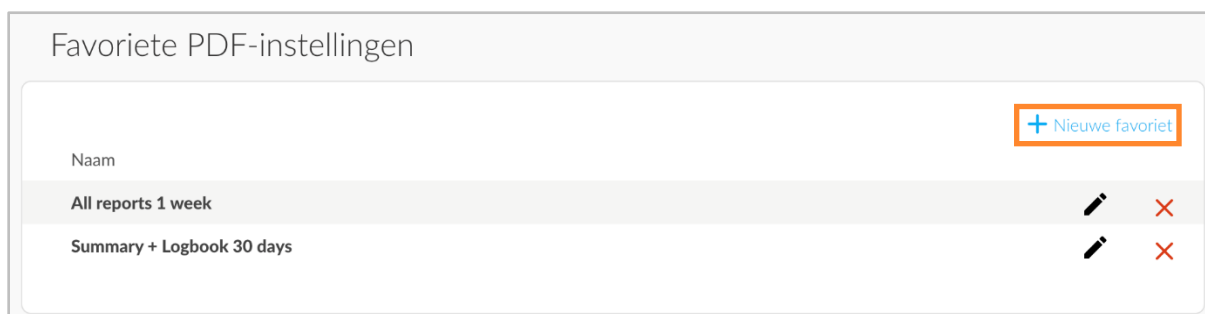 Favoriete PDF-instellingen
+ Nieuwe favoriet
Naam
All reports 1 week
Summary + Logbook 30 days